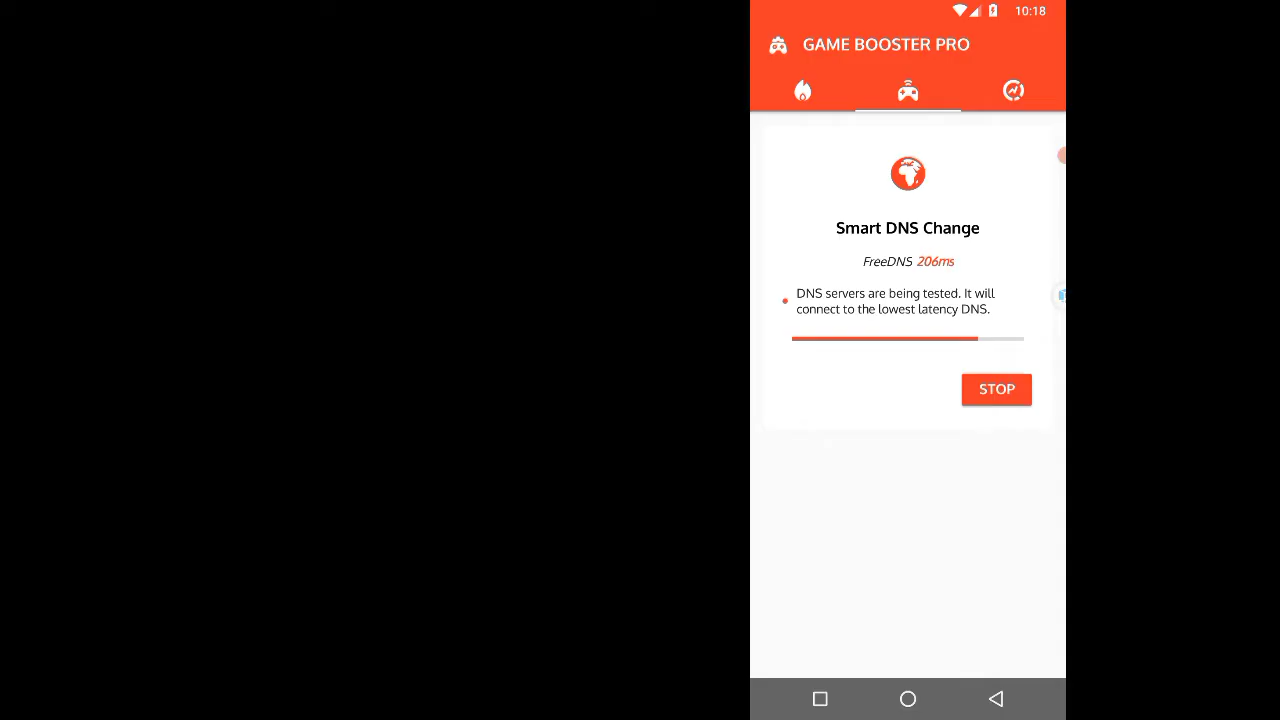 10:18
GAME BOOSTER PRO
Smart DNS Change
FreeDNS 206ms
DNS servers are being tested. It will
connect to the lowest latency DNS.
STOP